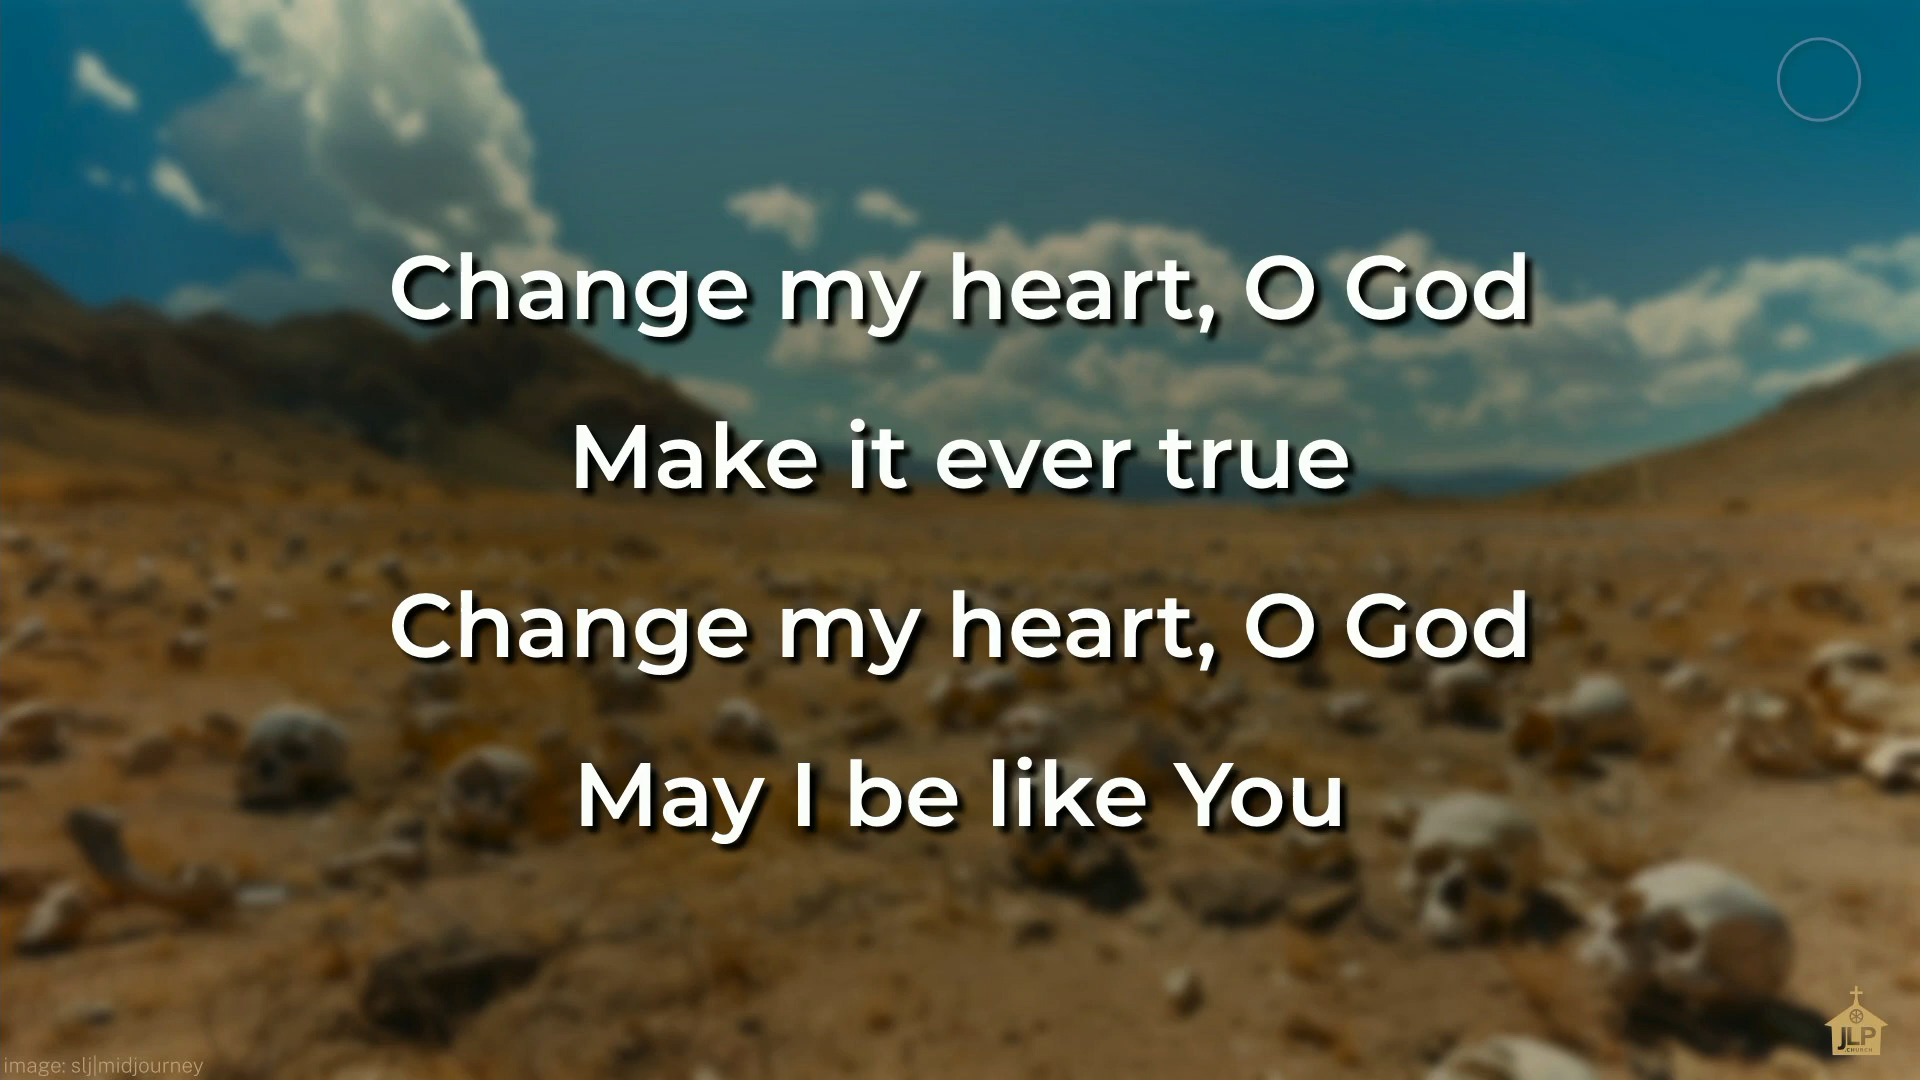 Change my heart, O God
Make it ever true
Change my heart, O God
May I be like You
image: slj|midjourney
JLP
.CHURCH